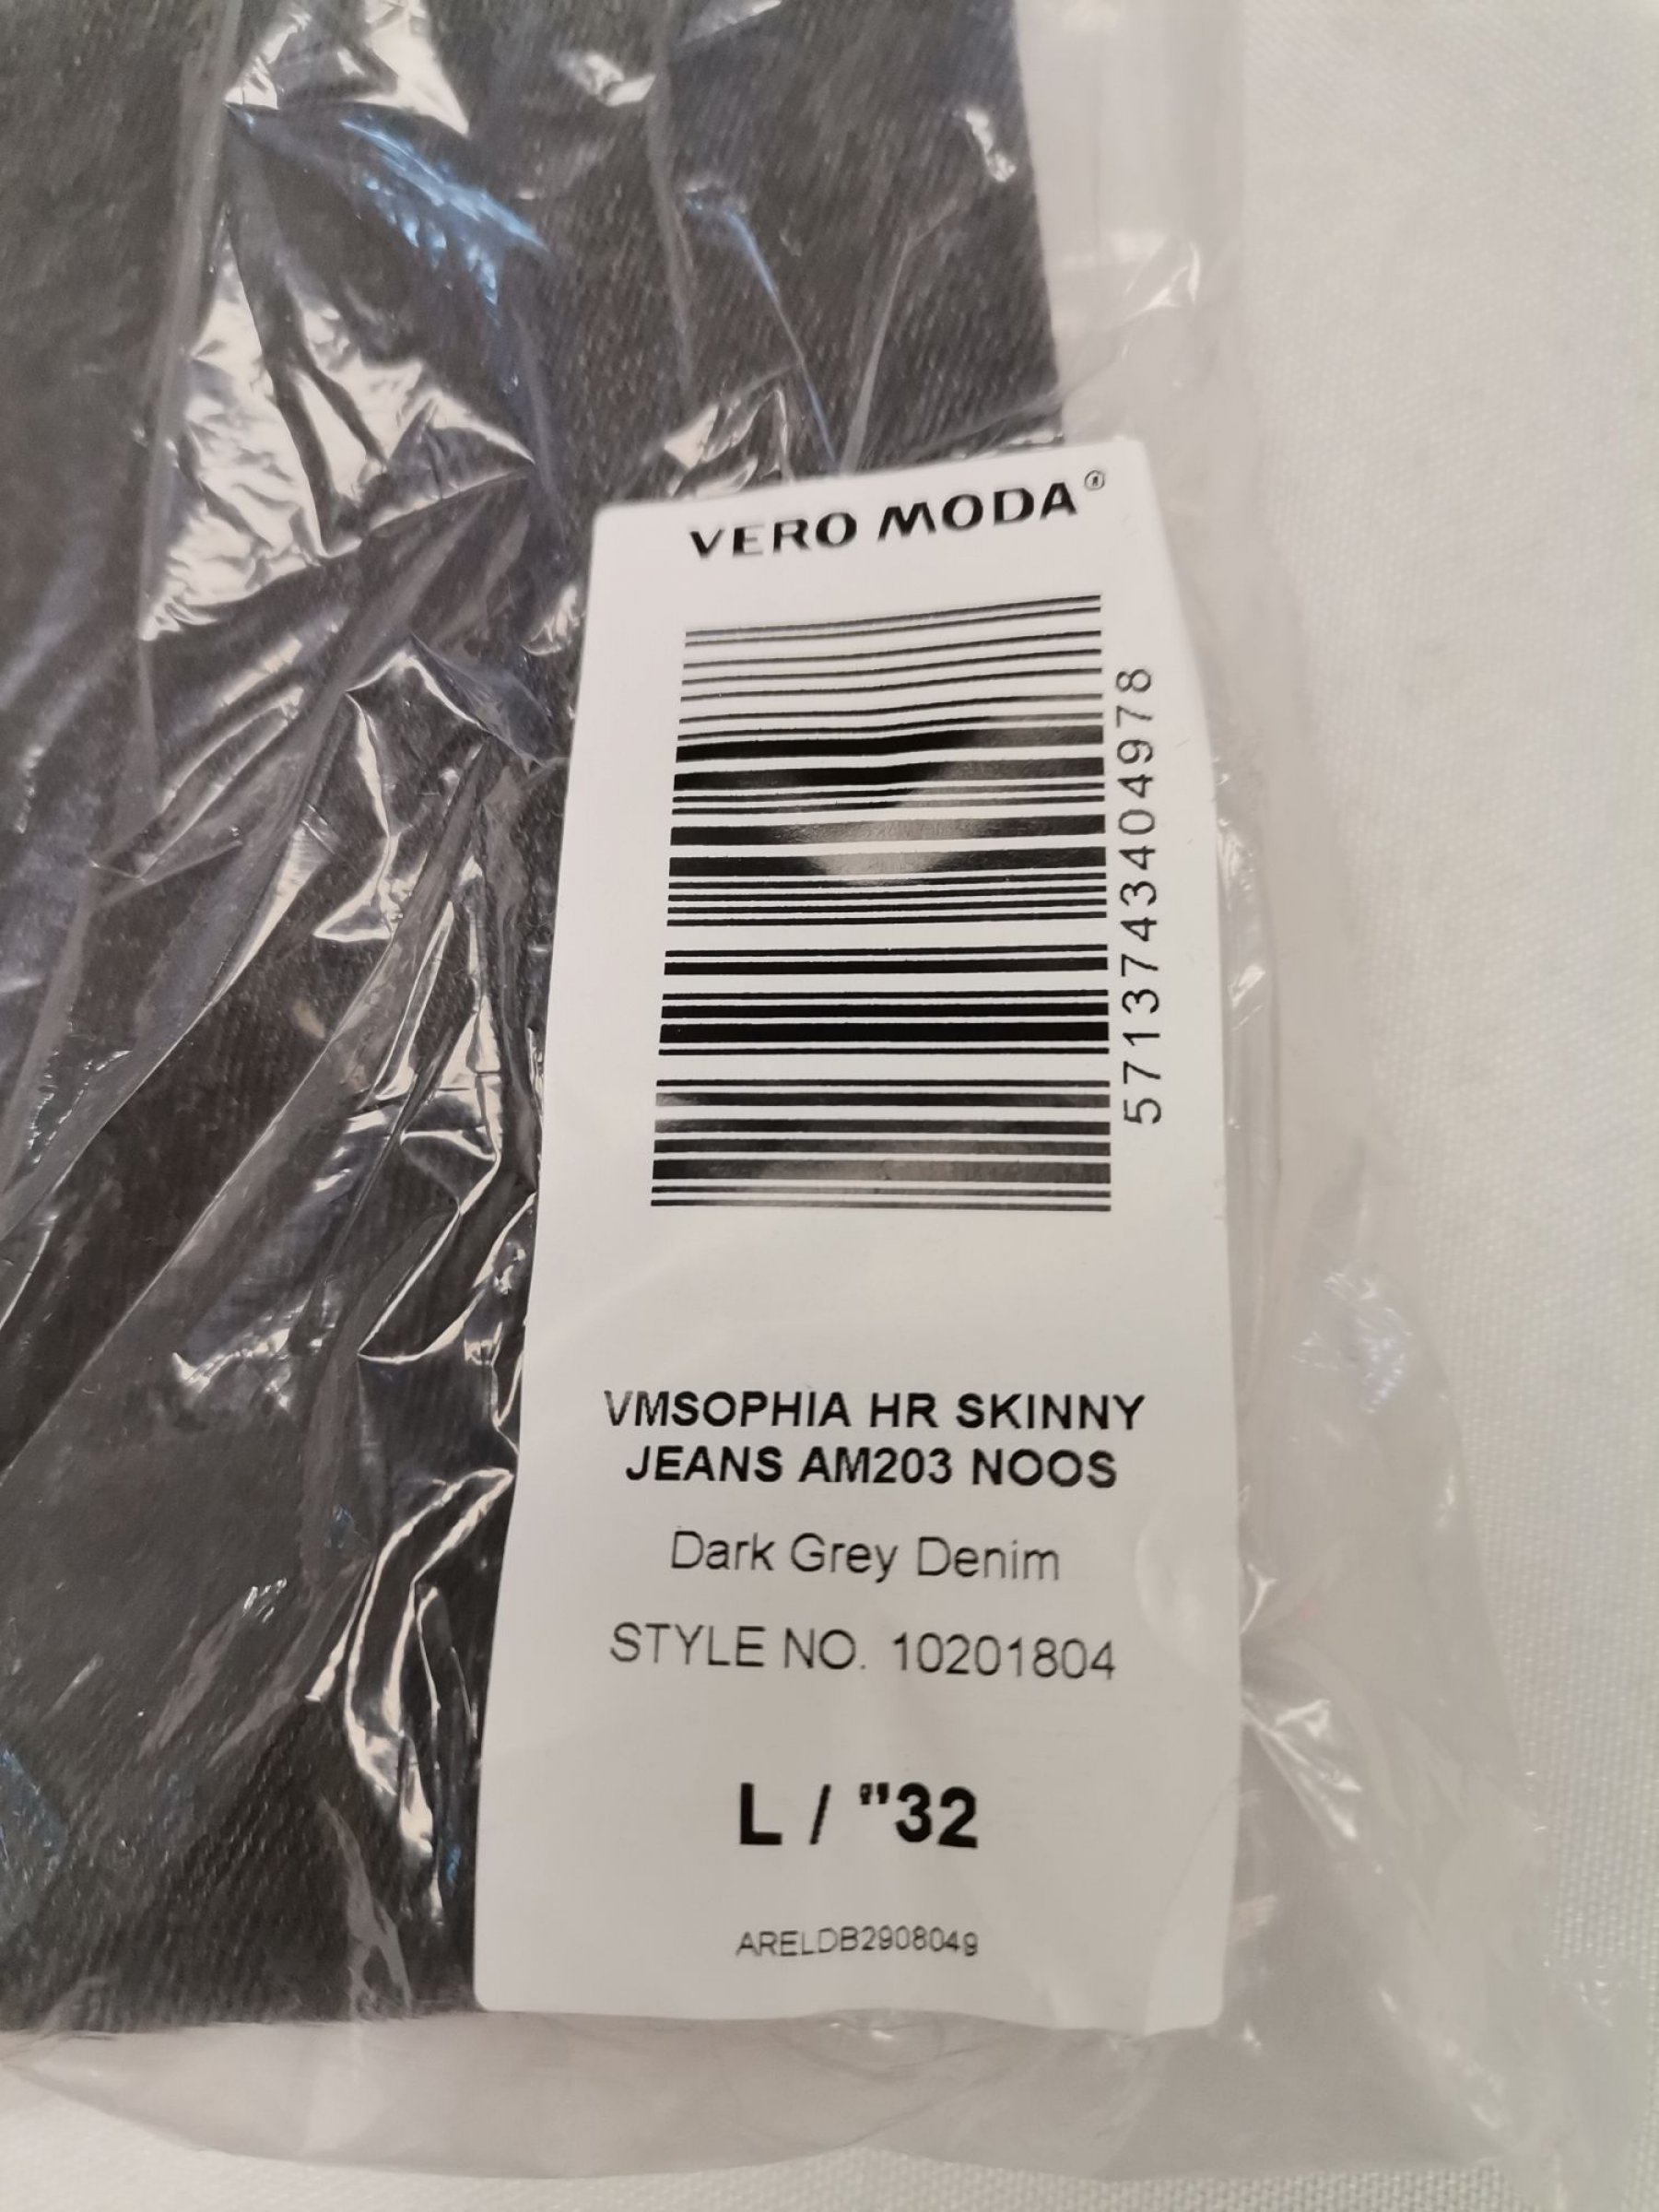 VERO MODA®
5713743404978
VMSOPHIA HR SKINNY
JEANS AM203 NOOS
Dark Grey Denim
STYLE NO. 10201804
L / "32
ARELDB2908049